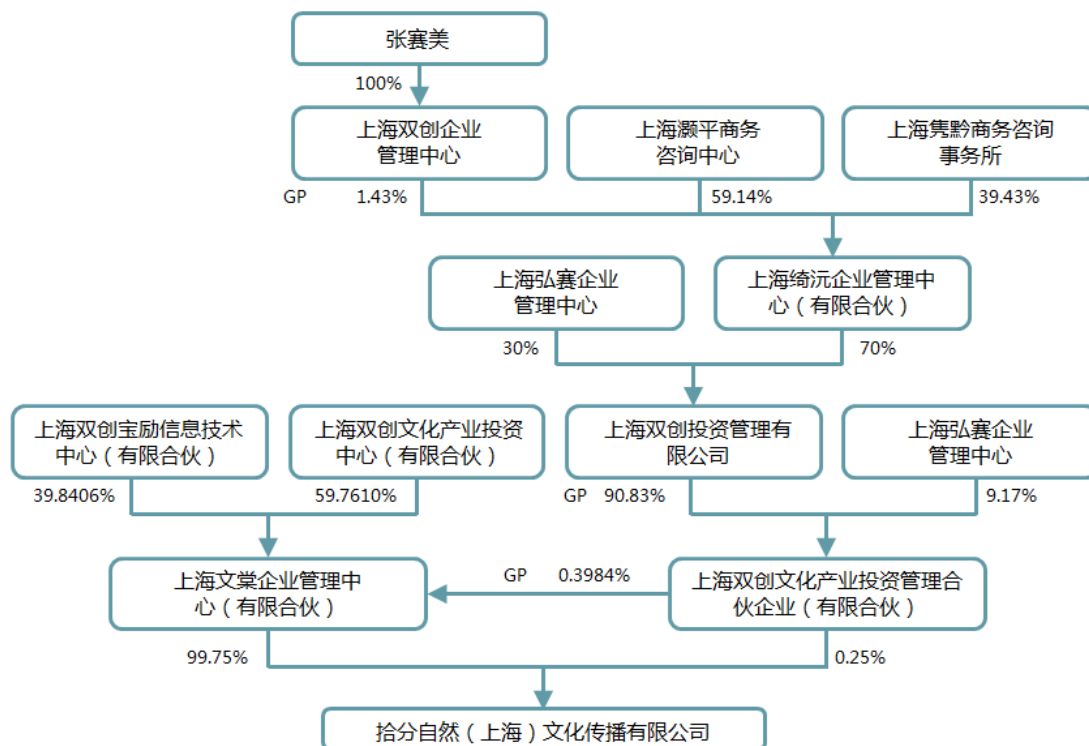 张赛美
100%
上海双创企业
管理中心
上海灏平商务
咨询中心
上海隽黔商务咨询
事务所
GP
1.43%
59.14%
39.43%
上海弘赛企业
管理中心
上海绮沅企业管理中
心（有限合伙）
30%
70%
上海双创宝励信息技术
中心（有限合伙）
上海双创文化产业投资
中心（有限合伙）
上海双创投资管理有
限公司
上海弘赛企业
管理中心
39.8406%
59.7610%
GP
90.83%
9.17%
上海文棠企业管理中
心（有限合伙）
GP
0.3984%
上海双创文化产业投资管理合
伙企业（有限合伙）
99.75%
0.25%
拾分自然（上海）文化传播有限公司